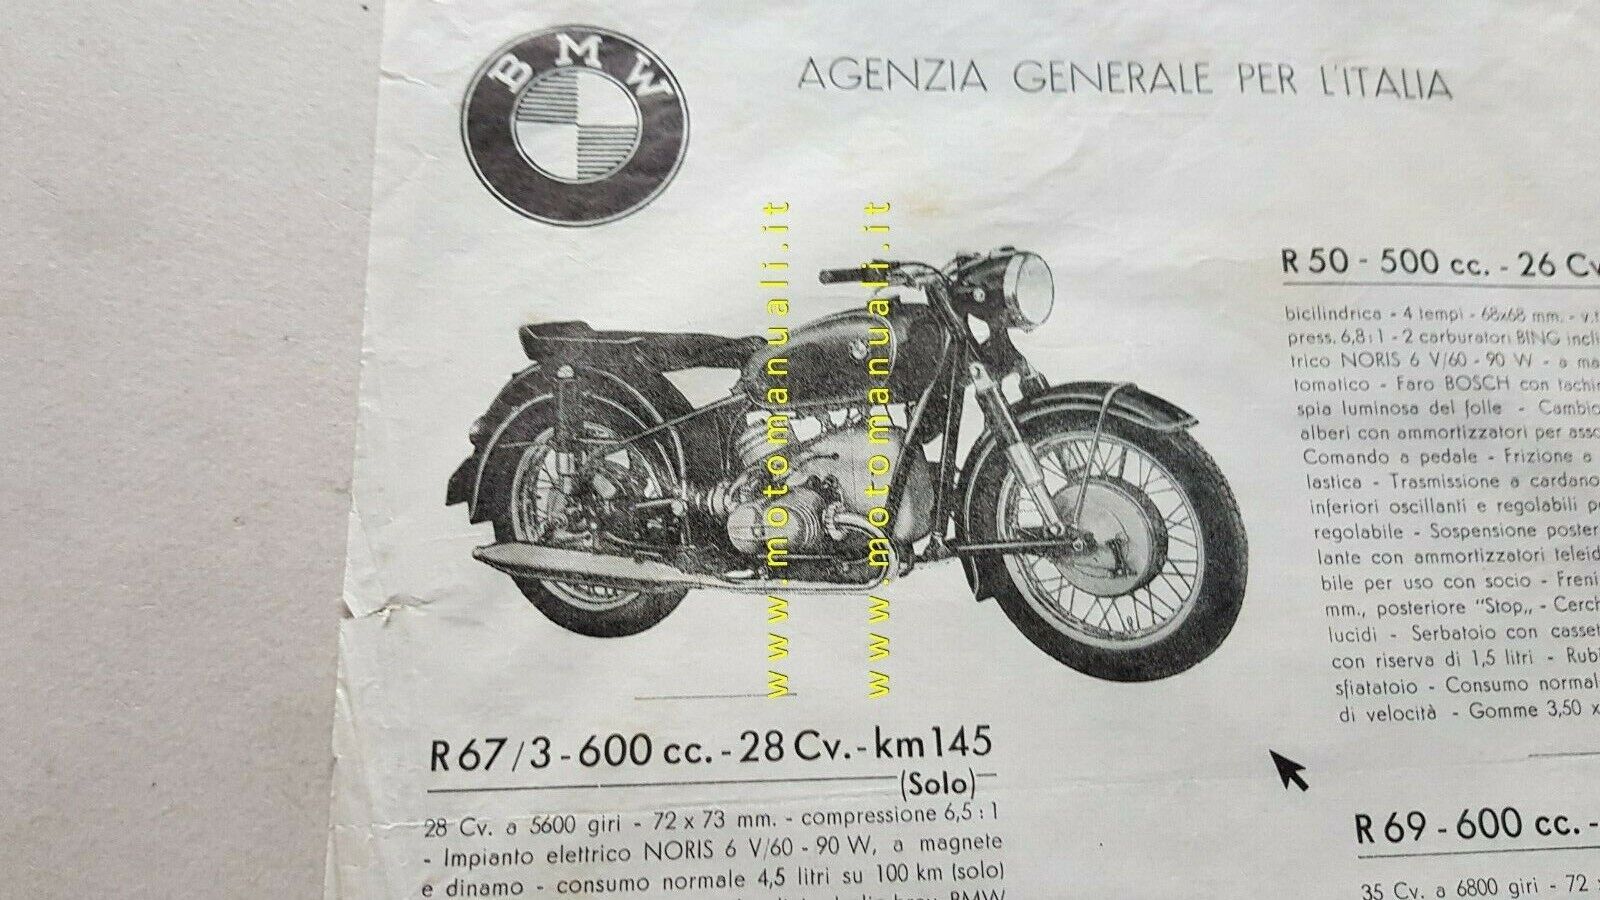 BMW
AGENZIA GENERALE PER L'ITALIA
www.motomanuali.it
www.motomanuali.it
R 67/3 - 600 cc. - 28 Cv. - km 145
(Solo)
28 Cv. a 5600 giri - 72 x 73 mm. - compressione 6,5 : 1
- Impianto elettrico NORIS 6 V/60 - 90 W, a magnete
e dinamo - consumo normale 4,5 litri su 100 km (solo)
BMW
R 50 - 500 cc. - 26 Cv
bicilindrica - 4 tempi - 68x68 mm. - v.t
press. 6,8 : 1 - 2 carburatori BING incli
trico NORIS 6 V/60 - 90 W - a ma
tomatico - Faro BOSCH con tachi
spia luminosa del folle - Cambio
alberi con ammortizzatori per asso
Comando a pedale - Frizione a
lastica - Trasmissione a cardano
inferiori oscillanti e regolabili p
regolabile - Sospensione poster
lante con ammortizzatori teleid
bile per uso con socio - Freni
mm., posteriore "Stop„ - Cerch
lucidi - Serbatoio con casset
con riserva di 1,5 litri - Rub
sfiatatoio - Consumo normal
di velocità - Gomme 3,50 x
R 69 - 600 cc. -
35 Cv. a 6800 giri - 72